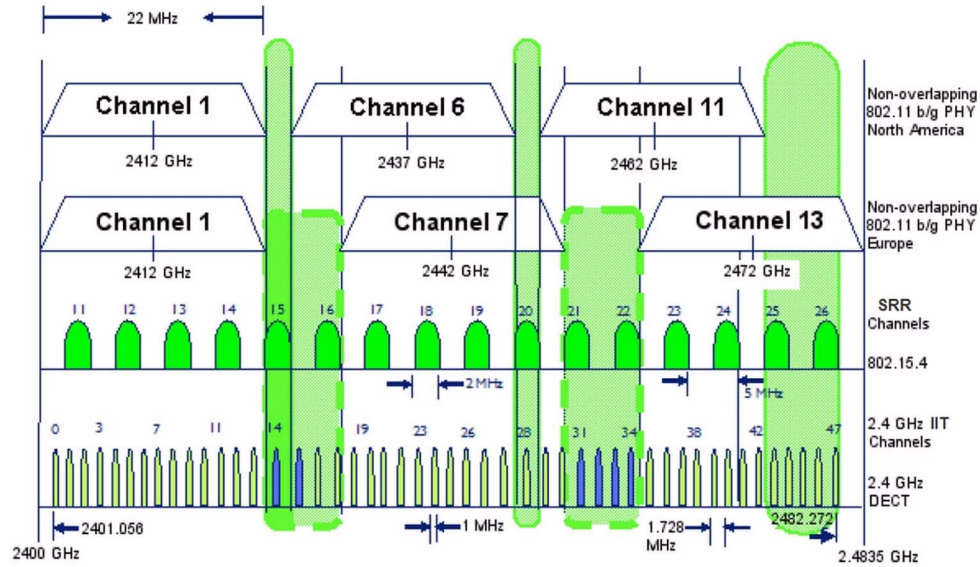 22 MHz
Channel 1
Channel 6
Channel 11
Non-overlapping
802.11 b/g PHY
North America
2412 GHz
2437 GHz
2462 GHz
Channel 1
Channel 7
Channel 13
Non-overlapping
802.11 b/g PHY
Europe
2412 GHz
2442 GHz
2472 GHz
11 12 13 14 15 16 17 18 19 20 21 22 23 24 25 26
SRR
Channels
802.15.4
2 MHz
5 MHz
0 3 7 11 14 19 23 26 28 31 34 38 42 47
2.4 GHz IIT
Channels
2.4 GHz
DECT
2401.056
1 MHz
1.728
MHz
2482.272
2400 GHz
2.4835 GHz